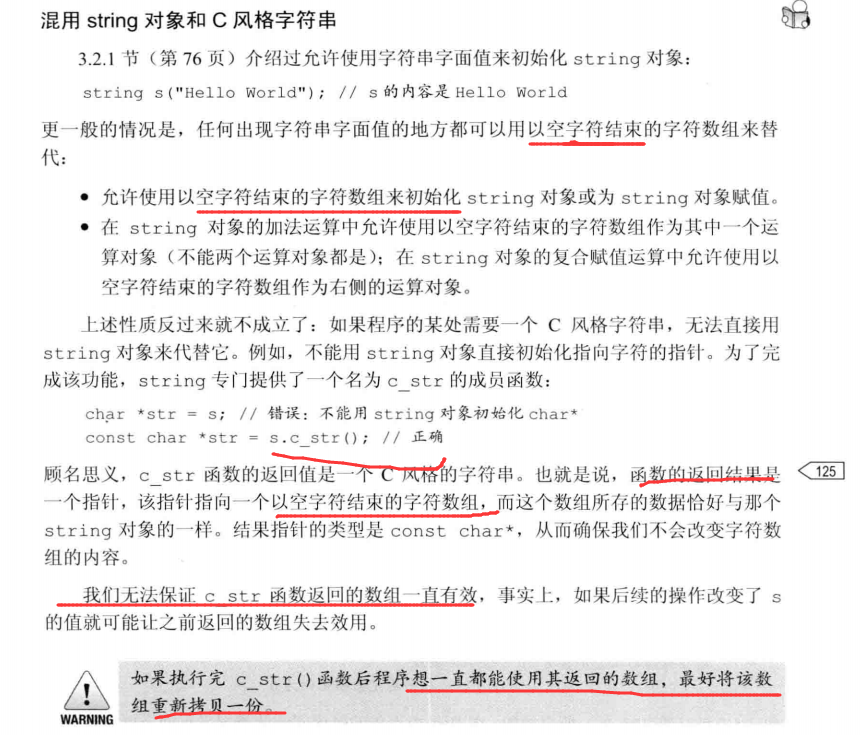 混用 string 对象和 C 风格字符串
3.2.1 节（第 76 页）介绍过允许使用字符串字面值来初始化 string 对象：
string s("Hello World"); // s 的内容是 Hello World
更一般的情况是，任何出现字符串字面值的地方都可以用以空字符结束的字符数组来替
代：
● 允许使用以空字符结束的字符数组来初始化 string 对象或为 string 对象赋值。
● 在 string 对象的加法运算中允许使用以空字符结束的字符数组作为其中一个运
算对象（不能两个运算对象都是）；在 string 对象的复合赋值运算中允许使用以
空字符结束的字符数组作为右侧的运算对象。
上述性质反过来就不成立了：如果程序的某处需要一个 C 风格字符串，无法直接用
string 对象来代替它。例如，不能用 string 对象直接初始化指向字符的指针。为了完
成该功能，string 专门提供了一个名为 c_str 的成员函数：
char *str = s; // 错误：不能用 string 对象初始化 char*
const char *str = s.c_str(); // 正确
顾名思义，c_str 函数的返回值是一个 C 风格的字符串。也就是说，函数的返回结果是
125
一个指针，该指针指向一个以空字符结束的字符数组，而这个数组所存的数据恰好与那个
string 对象的一样。结果指针的类型是 const char*，从而确保我们不会改变字符数
组的内容。
我们无法保证 c_str 函数返回的数组一直有效，事实上，如果后续的操作改变了 s
的值就可能让之前返回的数组失去效用。
如果执行完 c_str()函数后程序想一直都能使用其返回的数组，最好将该数
组重新拷贝一份。
WARNING